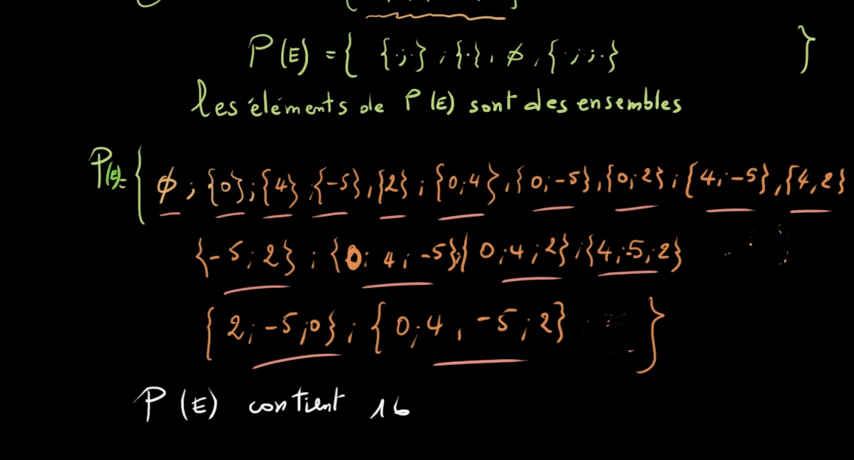 P(E) = { {.;.} ; {.} , ∅ , {.;.;.} }
les éléments de P(E) sont des ensembles
P(E)= { ∅ ; {0} ; {4} ; {-5} , {2} ; {0;4} , {0;-5} , {0;2} ; {4;-5} , {4,2}
{-5;2} ; {0;4;-5} ; {0;4;2} ; {4;-5;2}
{2;-5;0} ; {0;4,-5;2} }
P(E) contient 16